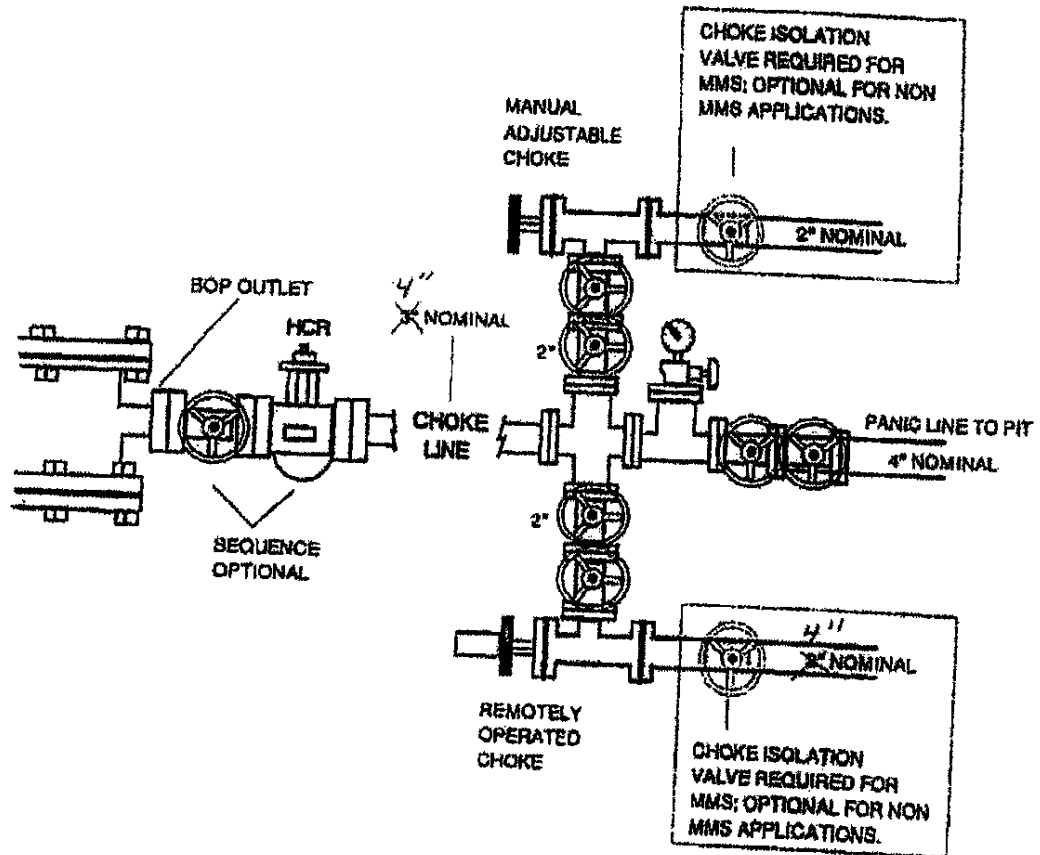 CHOKE ISOLATION
VALVE REQUIRED FOR
MMS; OPTIONAL FOR NON
MMS APPLICATIONS.
MANUAL
ADJUSTABLE
CHOKE
2" NOMINAL
BOP OUTLET
4"
3" NOMINAL
HCR
2"
CHOKE
LINE
PANIC LINE TO PIT
4" NOMINAL
2"
SEQUENCE
OPTIONAL
4"
2" NOMINAL
REMOTELY
OPERATED
CHOKE
CHOKE ISOLATION
VALVE REQUIRED FOR
MMS; OPTIONAL FOR NON
MMS APPLICATIONS.